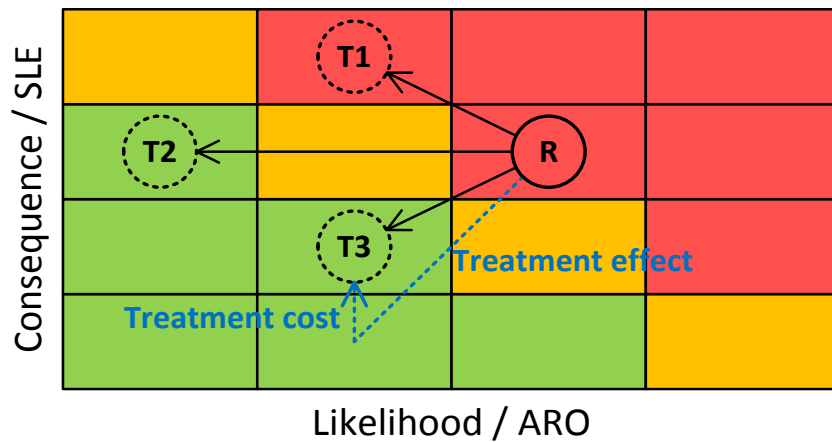 Consequence / SLE
T1
T2
R
T3
Treatment effect
Treatment cost
Likelihood / ARO